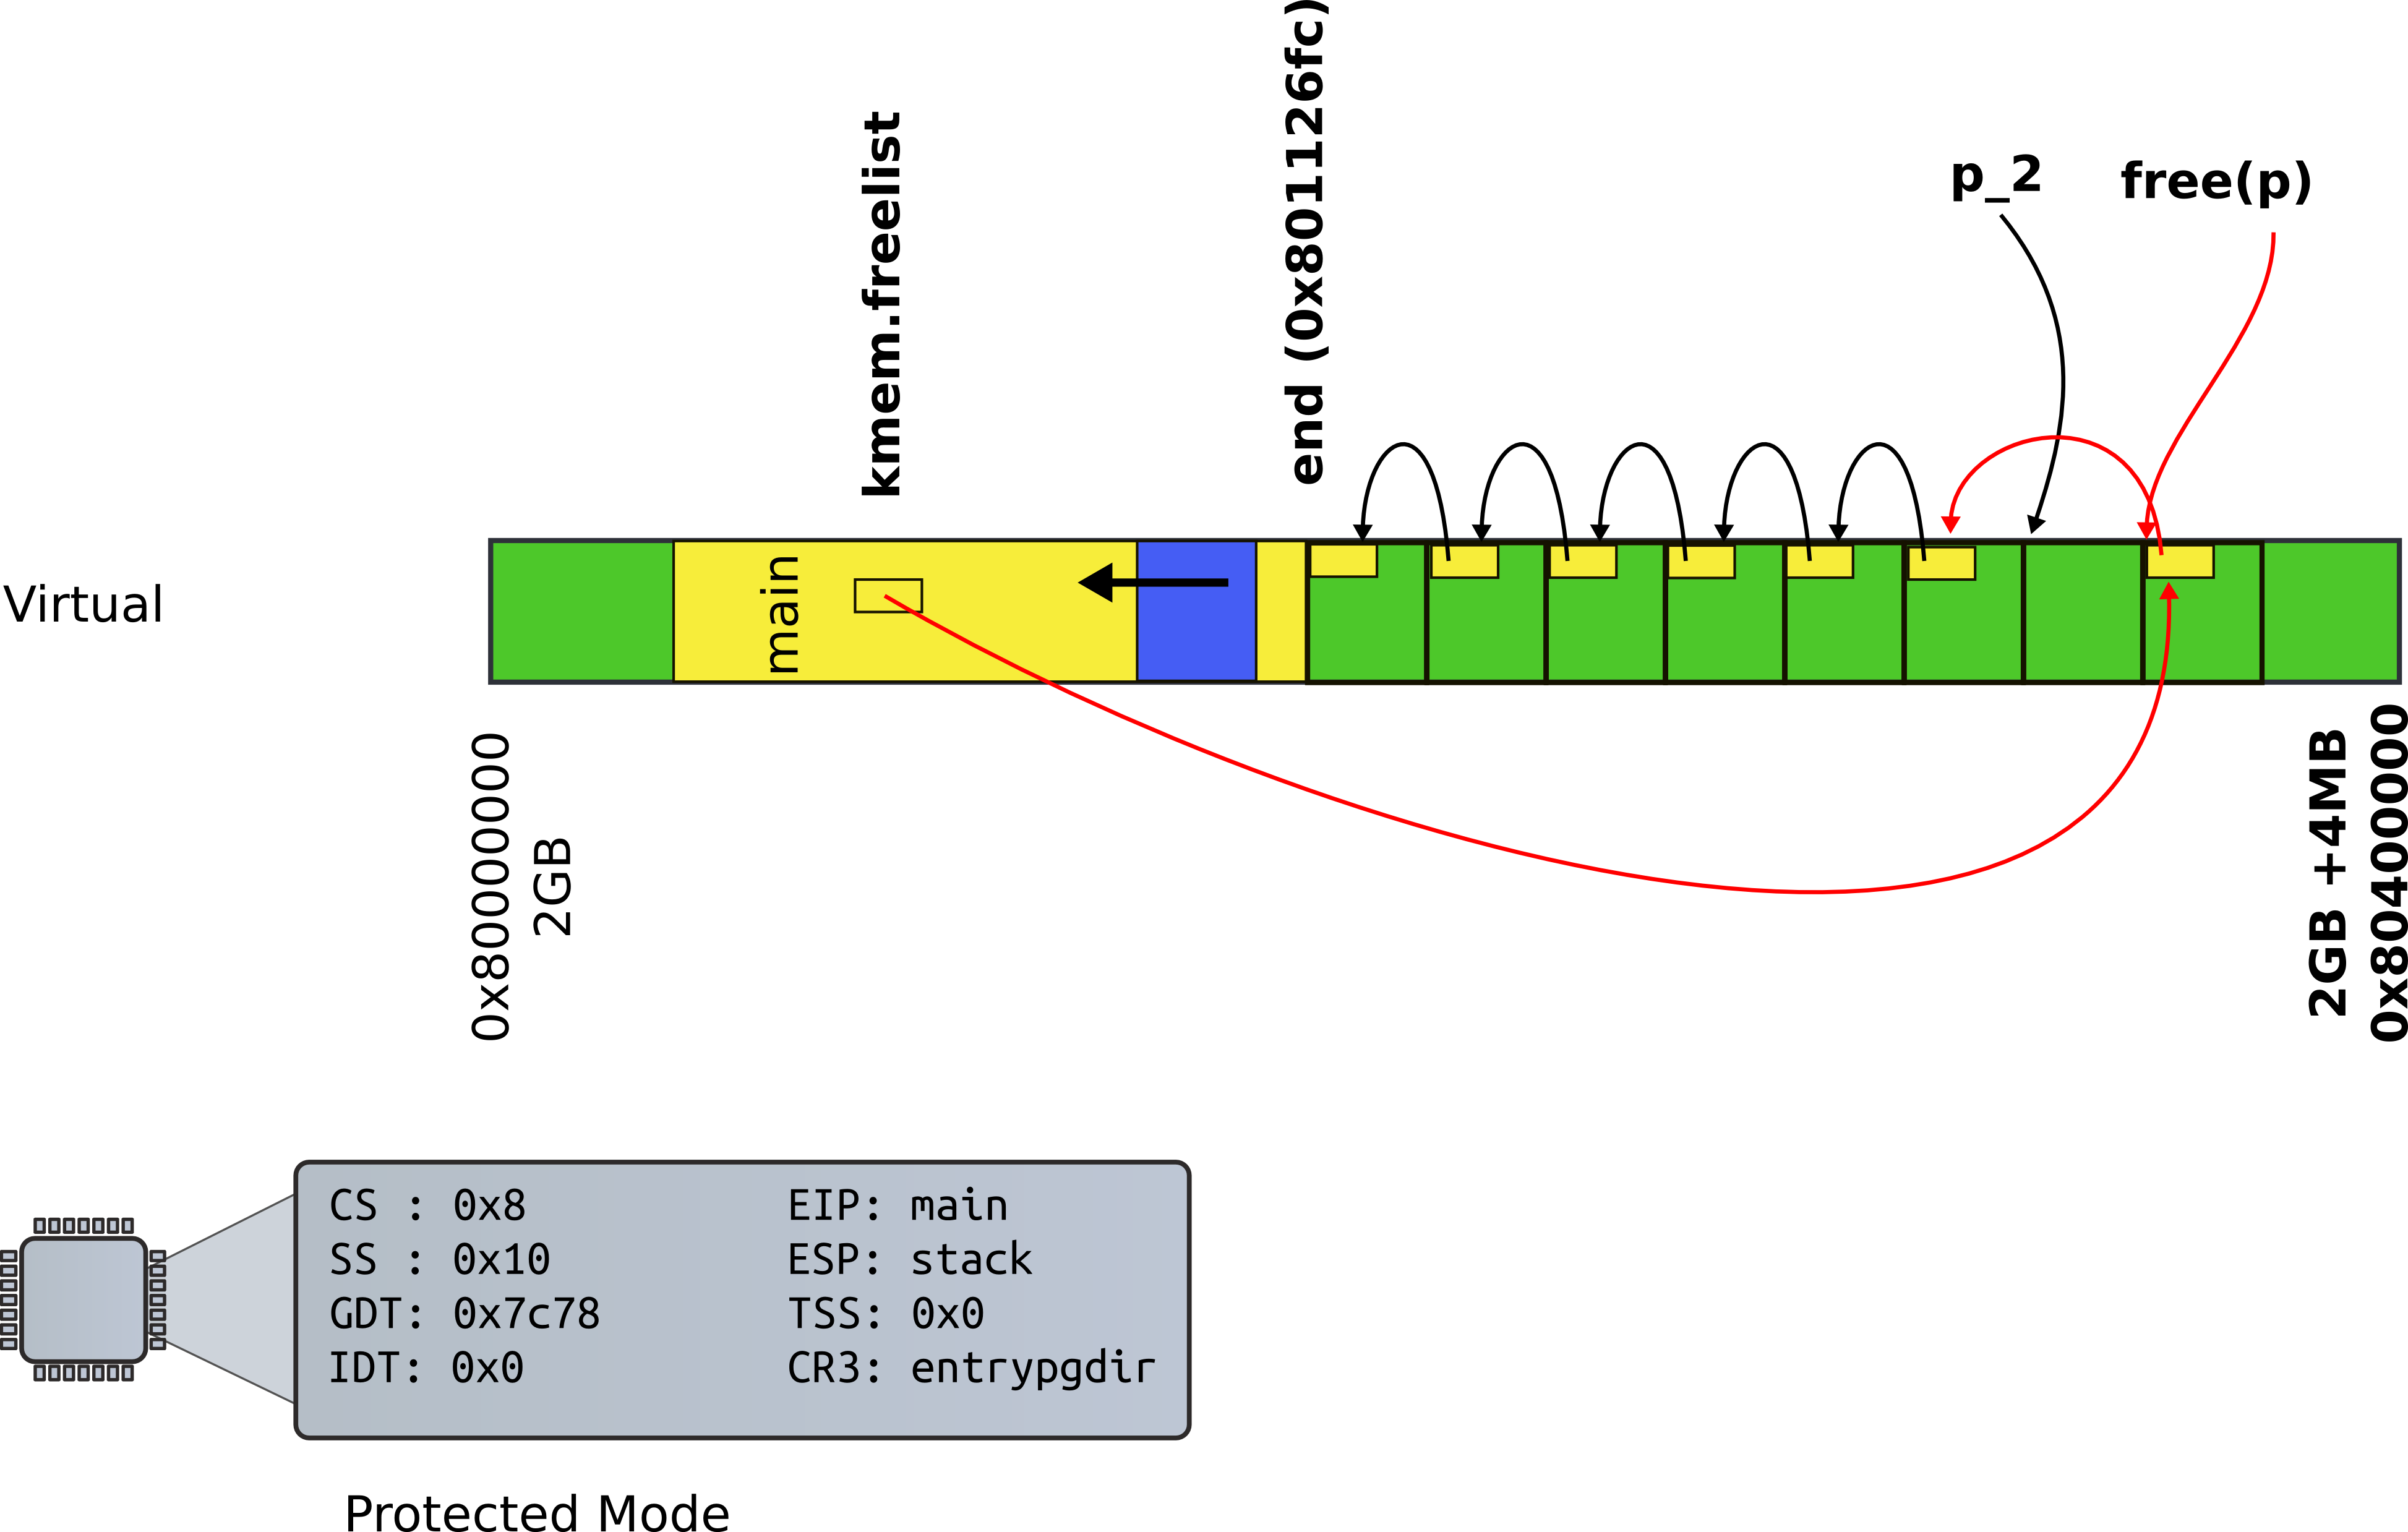 kmem.freelist
end (0x801126fc)
p_2
free(p)
Virtual
main
0x80000000
2GB
2GB +4MB
0x80400000
CS : 0x8
EIP: main
SS : 0x10
ESP: stack
GDT: 0x7c78
TSS: 0x0
IDT: 0x0
CR3: entrypgdir
Protected Mode